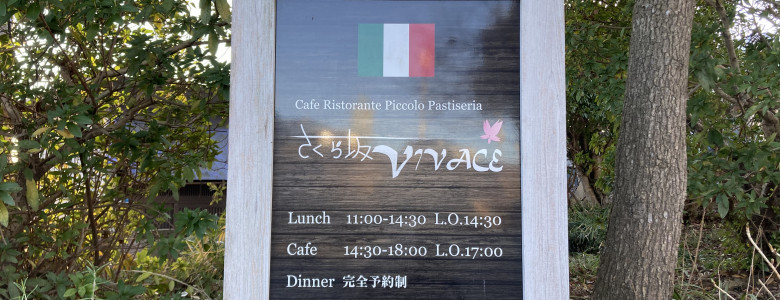 Cafe Ristorante Piccolo Pastiseria
さくら坂 VIVACE
Lunch 11:00-14:30 L.O.14:30
Cafe 14:30-18:00 L.O.17:00
Dinner 完全予約制